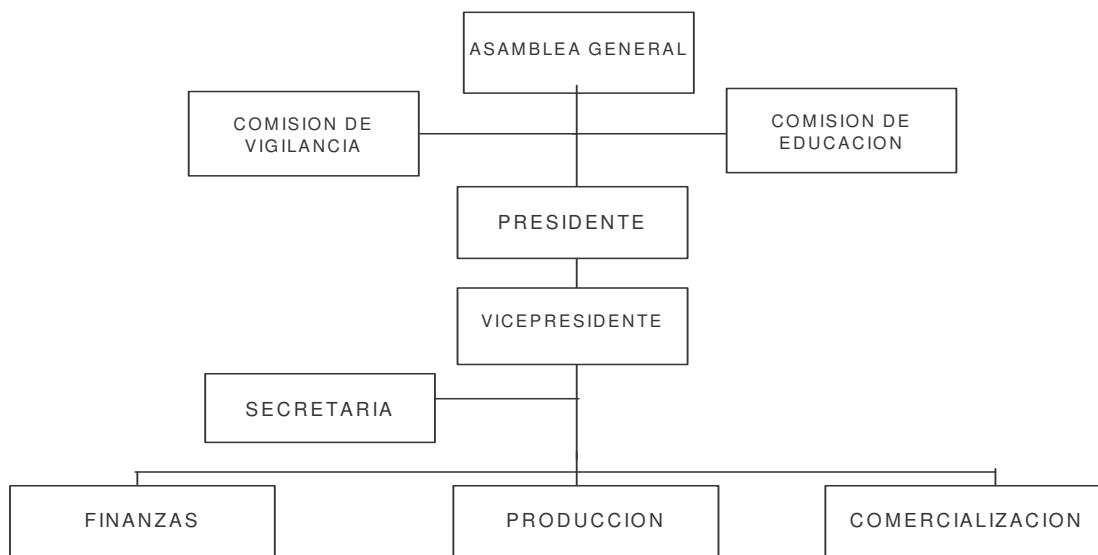 ASAMBLEA GENERAL
COMISION DE
VIGILANCIA
COMISION DE
EDUCACION
PRESIDENTE
VICEPRESIDENTE
SECRETARIA
FINANZAS
PRODUCCION
COMERCIALIZACION